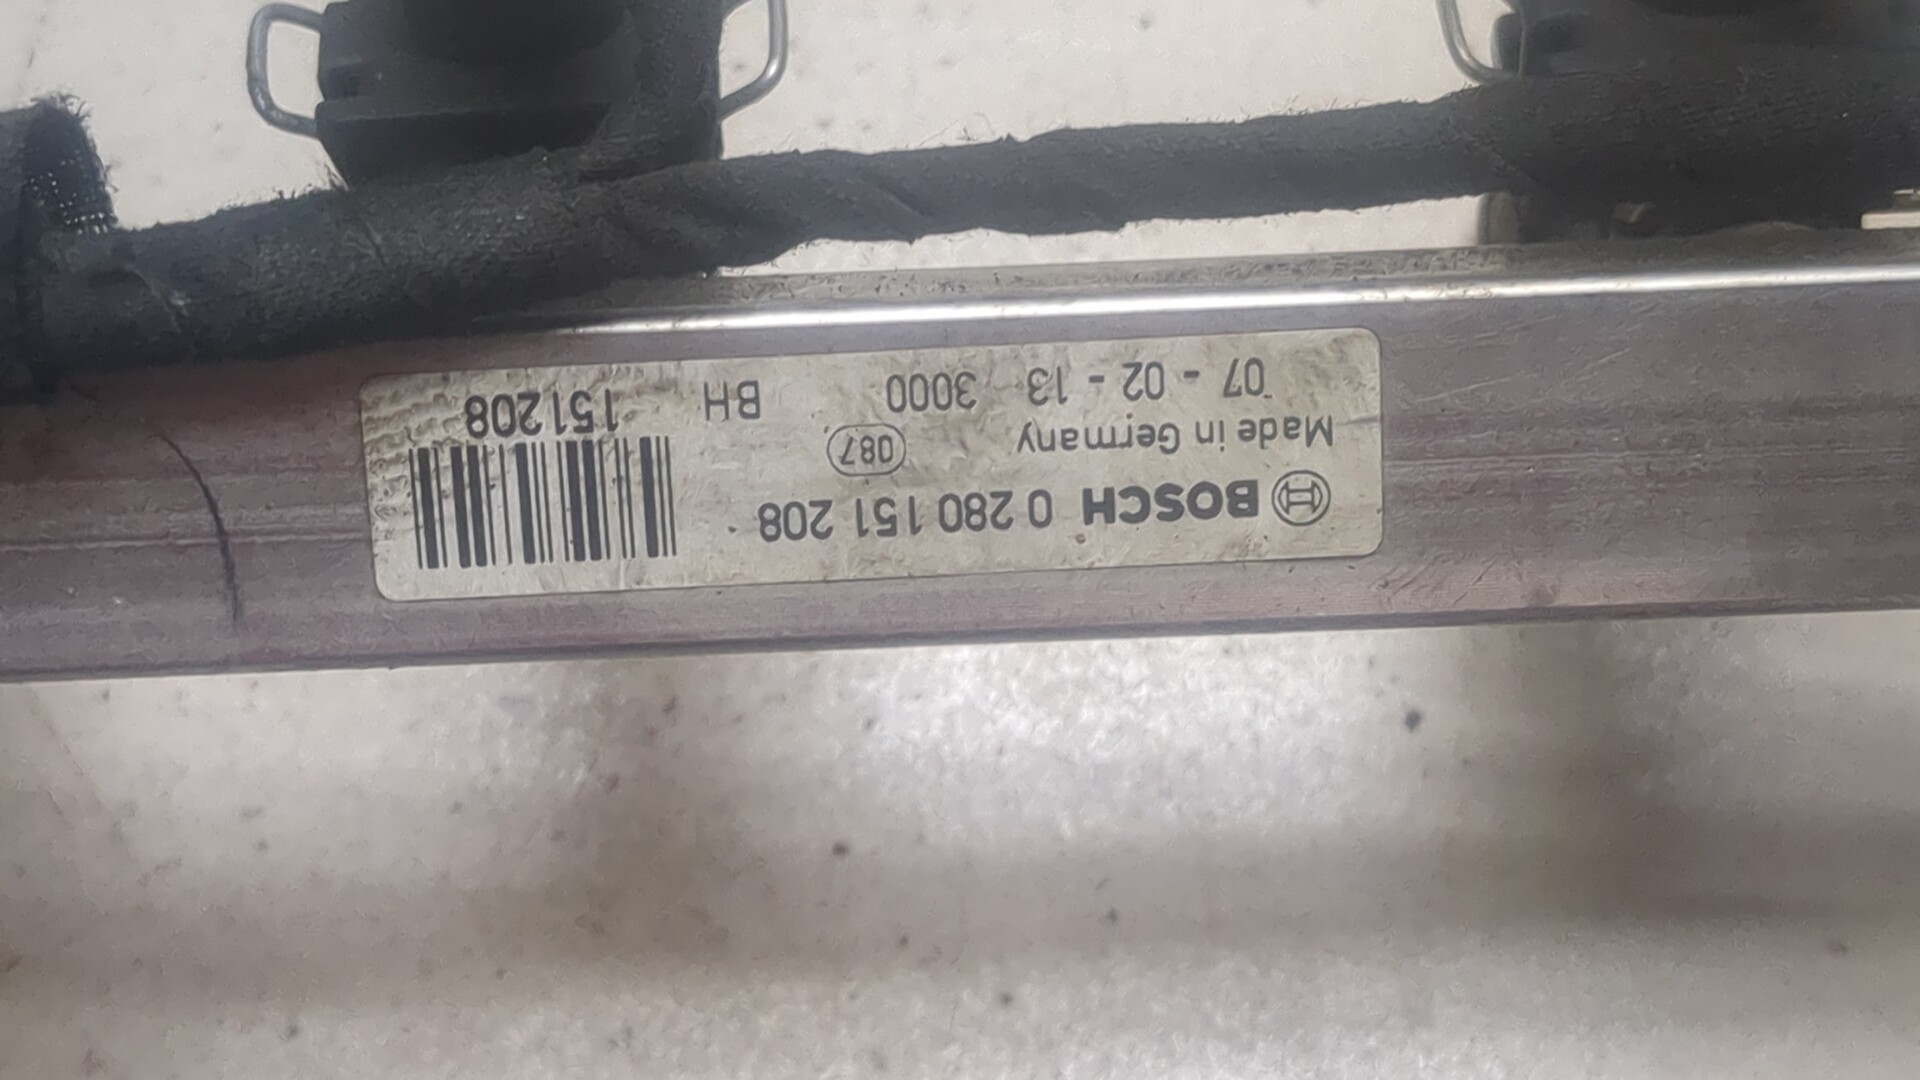 BOSCH 0 280 151 208
Made in Germany 087
07 - 02 - 13 3000 BH 151208